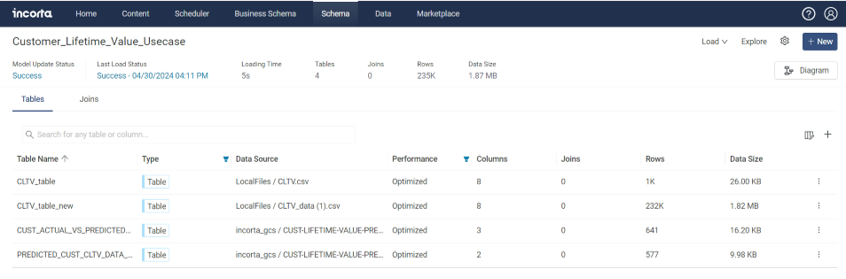 incorta Home Content Scheduler Business Schema Schema Data Marketplace
Customer_Lifetime_Value_Usecase Load Explore + New
Model Update Status Last Load Status Loading Time Tables Joins Rows Data Size
Success Success - 04/30/2024 04:11 PM 5s 4 0 235K 1.87 MB Diagram
Tables Joins
Search for any table or column...
Table Name Type Data Source Performance Columns Joins Rows Data Size
CLTV_table Table LocalFiles / CLTV.csv Optimized 8 0 1K 26.00 KB
CLTV_table_new Table LocalFiles / CLTV_data (1).csv Optimized 8 0 232K 1.82 MB
CUST_ACTUAL_VS_PREDICTED... Table incorta_gcs / CUST-LIFETIME-VALUE-PRE... Optimized 3 0 641 16.20 KB
PREDICTED_CUST_CLTV_DATA_... Table incorta_gcs / CUST-LIFETIME-VALUE-PRE... Optimized 2 0 577 9.98 KB